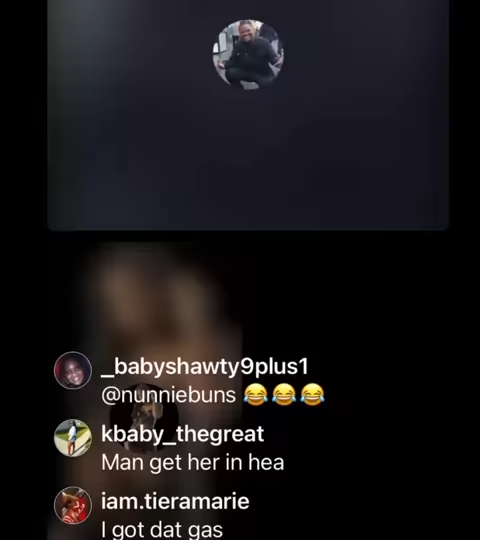 _babyshawty9plus1
@nunniebuns 😂😂😂
kbaby_thegreat
Man get her in hea
iam.tieramarie
I got dat gas